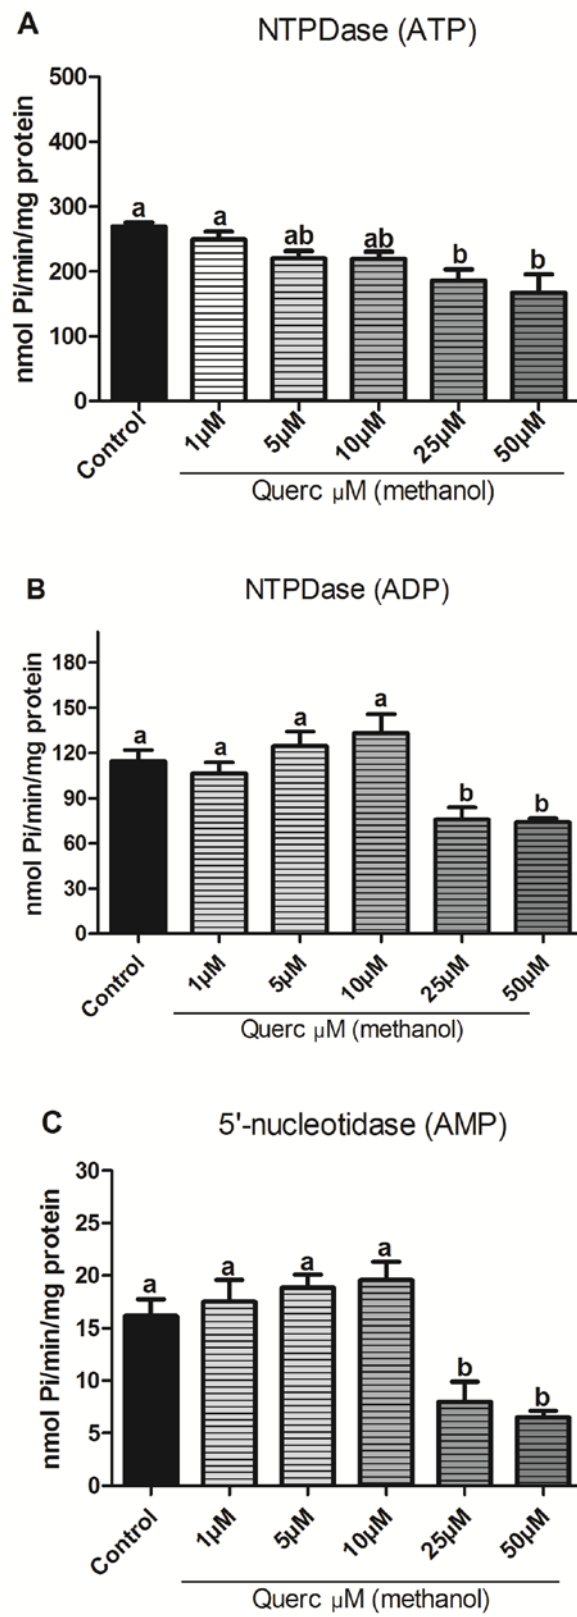 A
NTPDase (ATP)
nmol Pi/min/mg protein
500
400
300
200
100
0
a
a
ab
ab
b
b
Control
1µM
5µM
10µM
25µM
50µM
Querc µM (methanol)
B
NTPDase (ADP)
nmol Pi/min/mg protein
180
150
120
90
60
30
0
a
a
a
a
b
b
Control
1µM
5µM
10µM
25µM
50µM
Querc µM (methanol)
C
5'-nucleotidase (AMP)
nmol Pi/min/mg protein
30
25
20
15
10
5
0
a
a
a
a
b
b
Control
1µM
5µM
10µM
25µM
50µM
Querc µM (methanol)